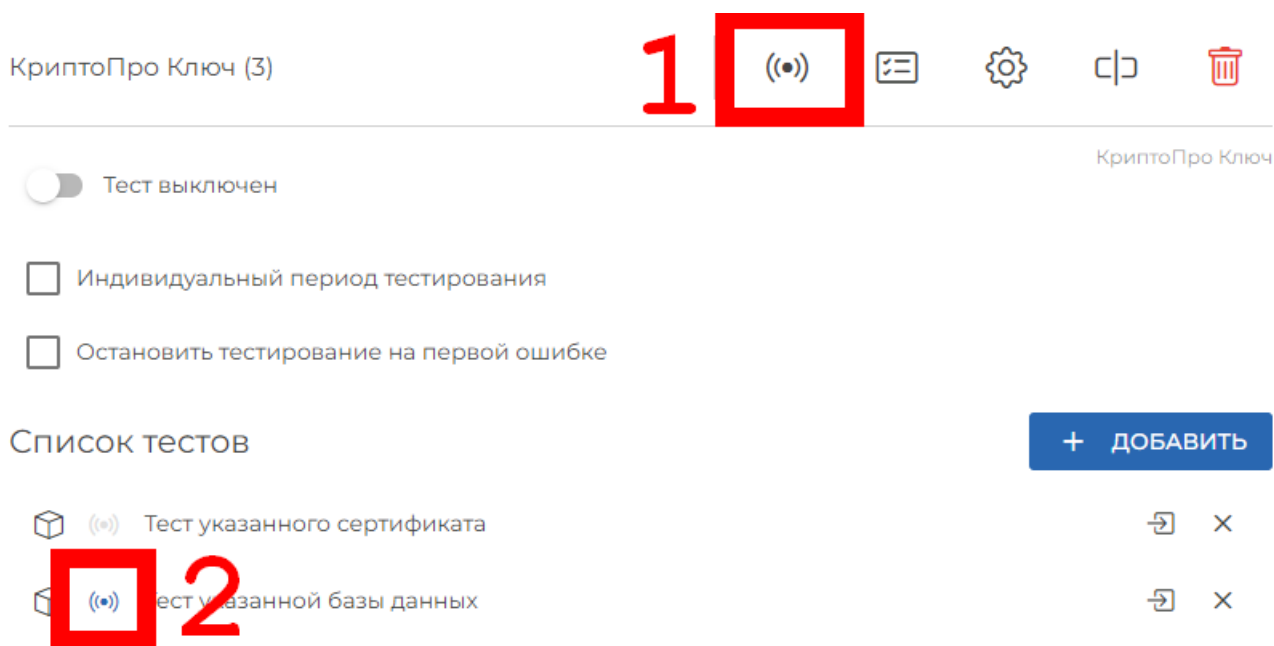 1
КриптоПро Ключ (3)
КриптоПро Ключ
Тест выключен
Индивидуальный период тестирования
Остановить тестирование на первой ошибке
Список тестов
+ ДОБАВИТЬ
Тест указанного сертификата
2
Тест указанной базы данных